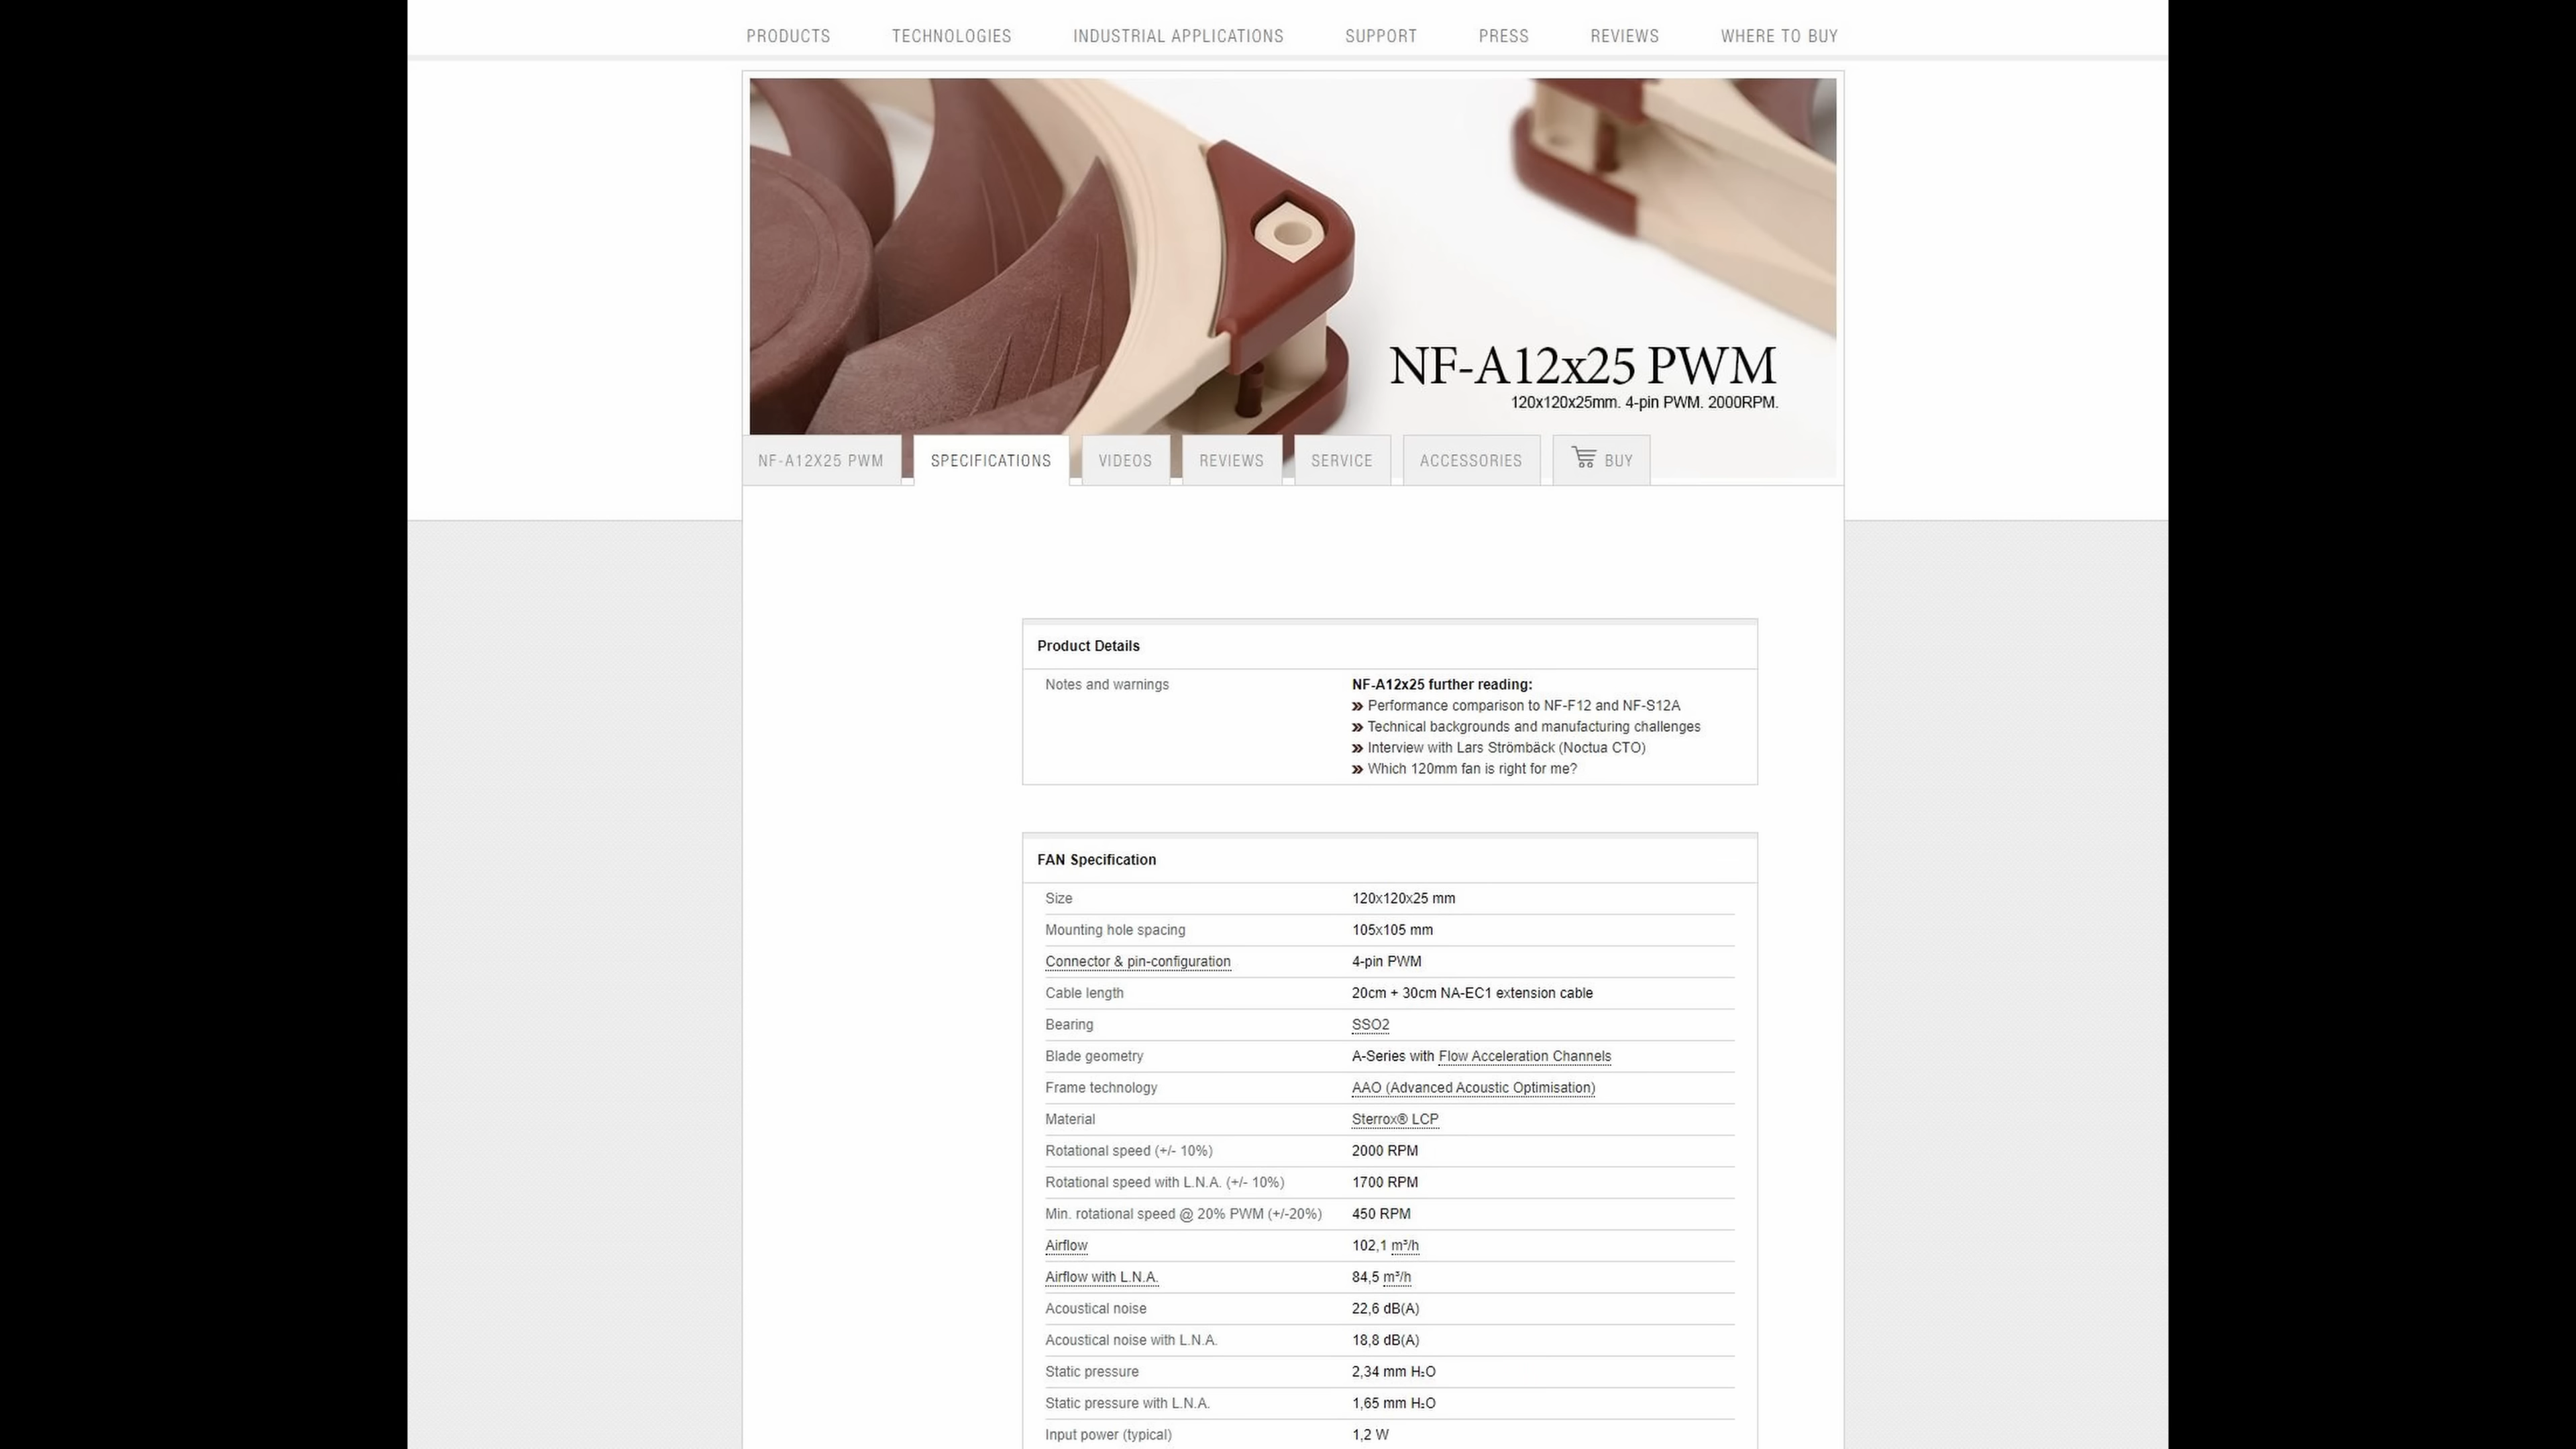 PRODUCTS TECHNOLOGIES INDUSTRIAL APPLICATIONS SUPPORT PRESS REVIEWS WHERE TO BUY
NF-A12x25 PWM
120x120x25mm. 4-pin PWM. 2000RPM.
NF-A12X25 PWM SPECIFICATIONS VIDEOS REVIEWS SERVICE ACCESSORIES BUY
Product Details
Notes and warnings NF-A12x25 further reading:
» Performance comparison to NF-F12 and NF-S12A
» Technical backgrounds and manufacturing challenges
» Interview with Lars Strömbäck (Noctua CTO)
» Which 120mm fan is right for me?
FAN Specification
Size 120x120x25 mm
Mounting hole spacing 105x105 mm
Connector & pin-configuration 4-pin PWM
Cable length 20cm + 30cm NA-EC1 extension cable
Bearing SSO2
Blade geometry A-Series with Flow Acceleration Channels
Frame technology AAO (Advanced Acoustic Optimisation)
Material Sterrox® LCP
Rotational speed (+/- 10%) 2000 RPM
Rotational speed with L.N.A. (+/- 10%) 1700 RPM
Min. rotational speed @ 20% PWM (+/-20%) 450 RPM
Airflow 102,1 m³/h
Airflow with L.N.A. 84,5 m³/h
Acoustical noise 22,6 dB(A)
Acoustical noise with L.N.A. 18,8 dB(A)
Static pressure 2,34 mm H₂O
Static pressure with L.N.A. 1,65 mm H₂O
Input power (typical) 1,2 W